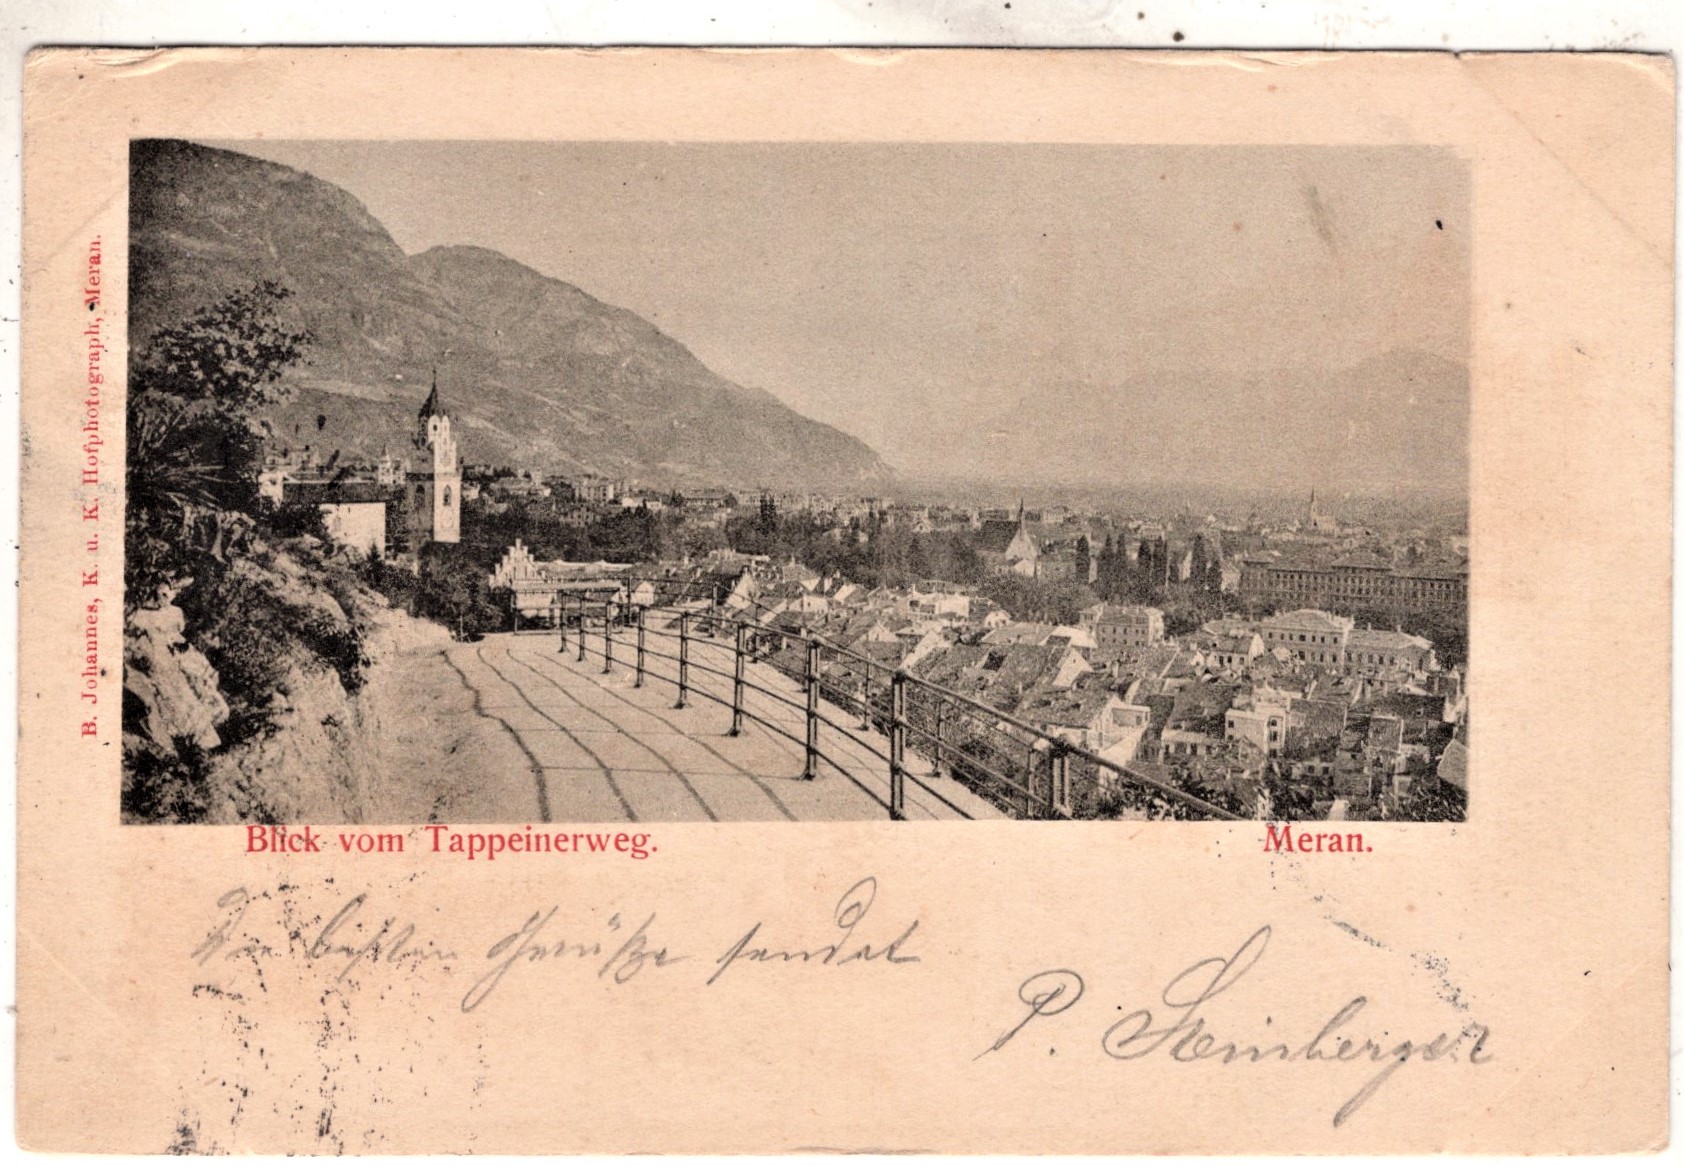 B. Johannes, K. u. K. Hofphotograph, Meran.
Blick vom Tappeinerweg.
Meran.
Die besten Grüße sendet
P. Steinberger